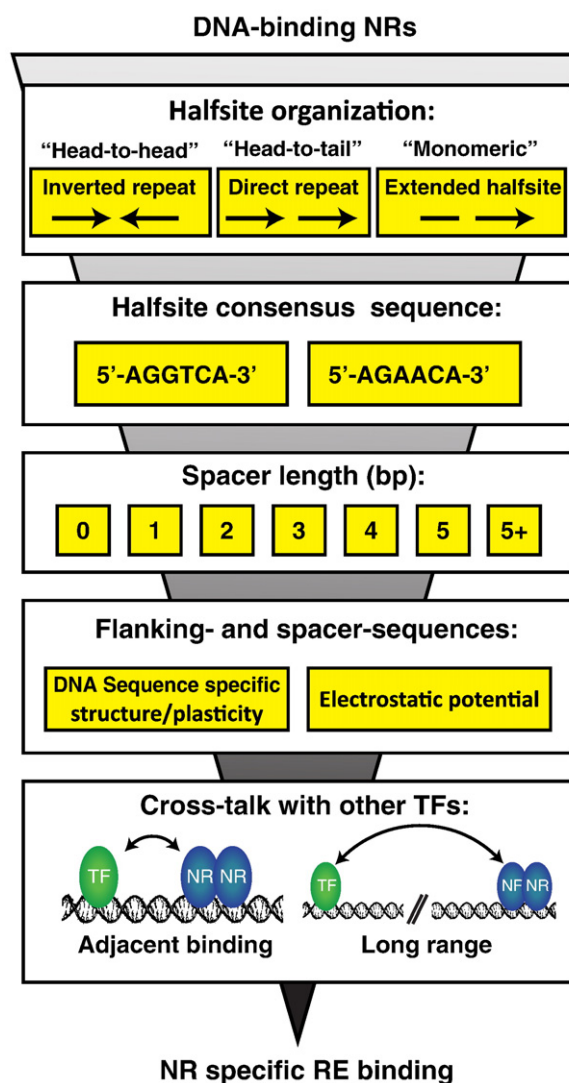 DNA-binding NRs
Halfsite organization:
“Head-to-head” “Head-to-tail” “Monomeric”
Inverted repeat Direct repeat Extended halfsite
Halfsite consensus sequence:
5’-AGGTCA-3’ 5’-AGAACA-3’
Spacer length (bp):
0 1 2 3 4 5 5+
Flanking- and spacer-sequences:
DNA Sequence specific
structure/plasticity
Electrostatic potential
Cross-talk with other TFs:
TF NR NR TF NF NR
Adjacent binding Long range
NR specific RE binding